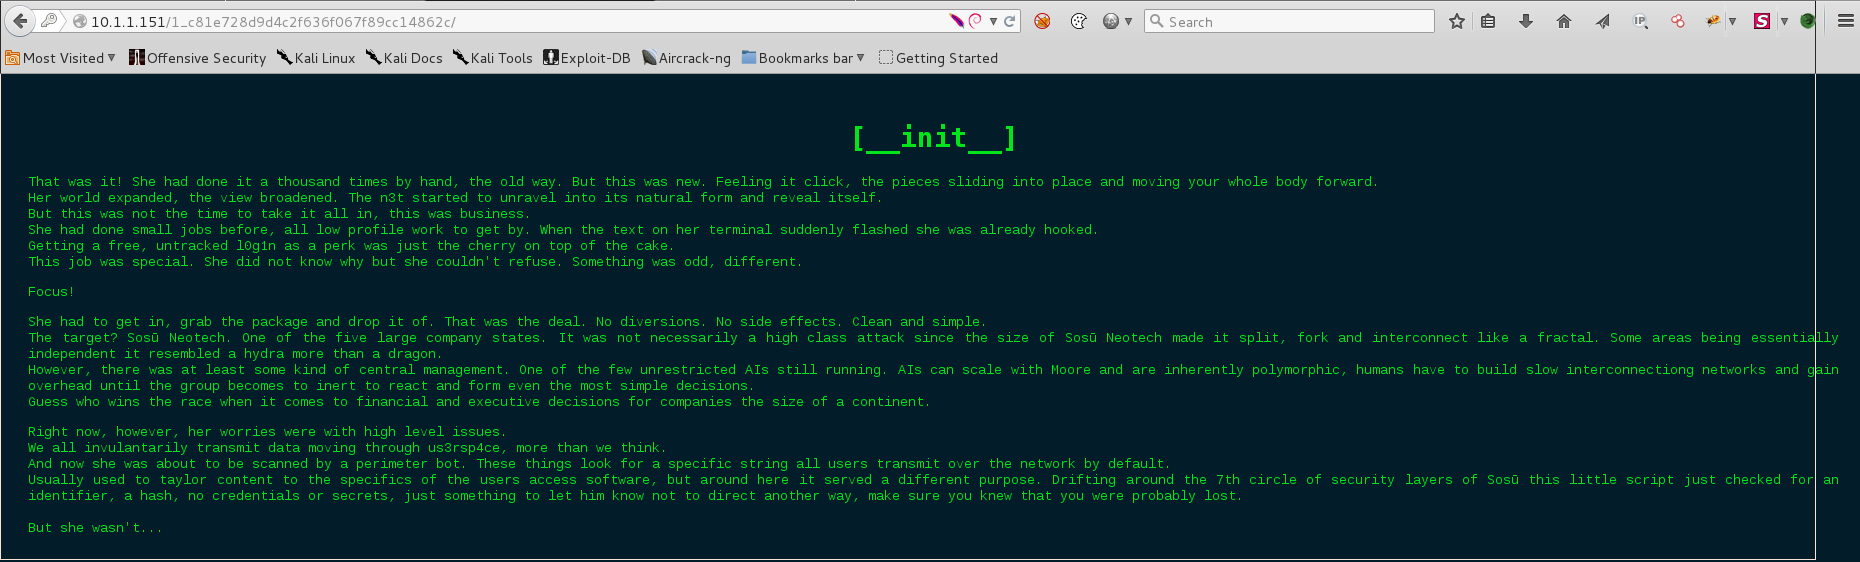 10.1.1.151/1_c81e728d9d4c2f636f067f89cc14862c/
Search
IP
S
Most Visited
Offensive Security
Kali Linux
Kali Docs
Kali Tools
Exploit-DB
Aircrack-ng
Bookmarks bar
Getting Started
[__init__]
That was it! She had done it a thousand times by hand, the old way. But this was new. Feeling it click, the pieces sliding into place and moving your whole body forward.
Her world expanded, the view broadened. The n3t started to unravel into its natural form and reveal itself.
But this was not the time to take it all in, this was business.
She had done small jobs before, all low profile work to get by. When the text on her terminal suddenly flashed she was already hooked.
Getting a free, untracked l0g1n as a perk was just the cherry on top of the cake.
This job was special. She did not know why but she couldn't refuse. Something was odd, different.
Focus!
She had to get in, grab the package and drop it of. That was the deal. No diversions. No side effects. Clean and simple.
The target? Sosū Neotech. One of the five large company states. It was not necessarily a high class attack since the size of Sosū Neotech made it split, fork and interconnect like a fractal. Some areas being essentially
independent it resembled a hydra more than a dragon.
However, there was at least some kind of central management. One of the few unrestricted AIs still running. AIs can scale with Moore and are inherently polymorphic, humans have to build slow interconnectiong networks and gain
overhead until the group becomes to inert to react and form even the most simple decisions.
Guess who wins the race when it comes to financial and executive decisions for companies the size of a continent.
Right now, however, her worries were with high level issues.
We all invulantarily transmit data moving through us3rsp4ce, more than we think.
And now she was about to be scanned by a perimeter bot. These things look for a specific string all users transmit over the network by default.
Usually used to taylor content to the specifics of the users access software, but around here it served a different purpose. Drifting around the 7th circle of security layers of Sosū this little script just checked for an
identifier, a hash, no credentials or secrets, just something to let him know not to direct another way, make sure you knew that you were probably lost.
But she wasn't...